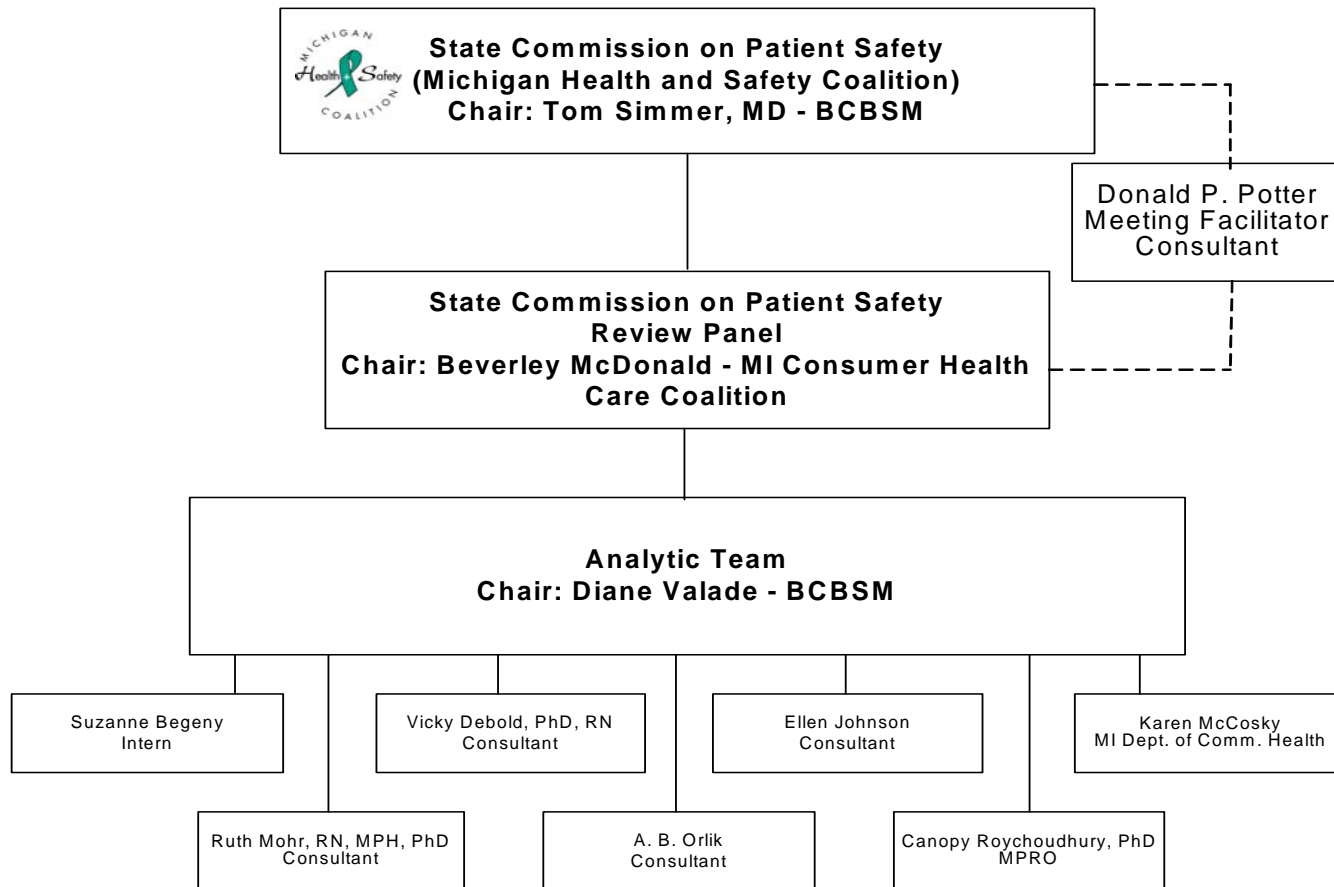 MICHIGAN
Health Safety
COALITION
State Commission on Patient Safety
(Michigan Health and Safety Coalition)
Chair: Tom Simmer, MD - BCBSM
Donald P. Potter
Meeting Facilitator
Consultant
State Commission on Patient Safety
Review Panel
Chair: Beverley McDonald - MI Consumer Health
Care Coalition
Analytic Team
Chair: Diane Valade - BCBSM
Suzanne Begeny
Intern
Vicky Debold, PhD, RN
Consultant
Ellen Johnson
Consultant
Karen McCosky
MI Dept. of Comm. Health
Ruth Mohr, RN, MPH, PhD
Consultant
A. B. Orlik
Consultant
Canopy Roychoudhury, PhD
MPRO